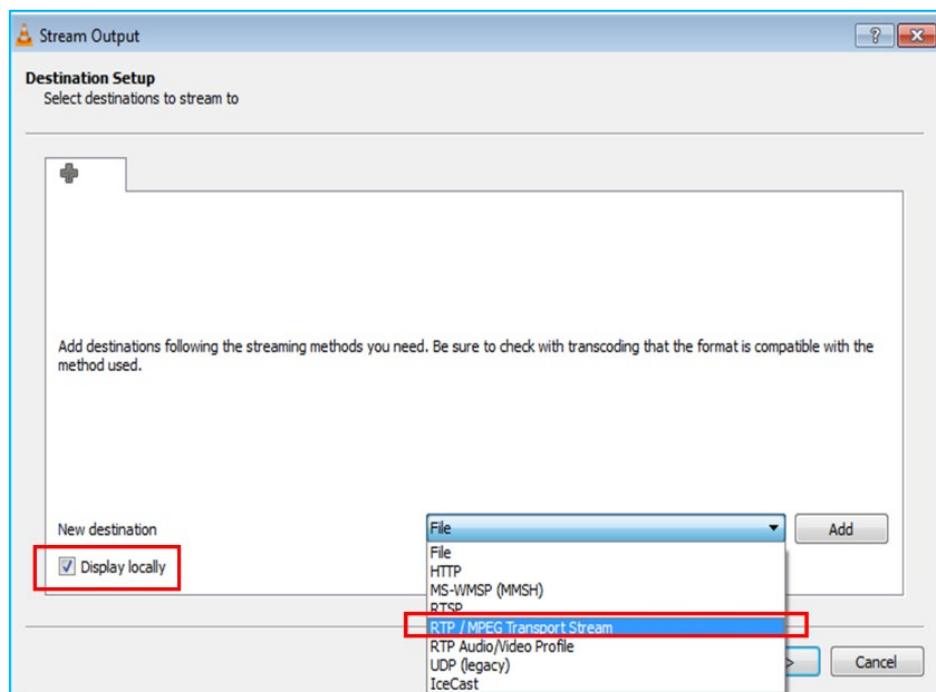 Stream Output
Destination Setup
Select destinations to stream to
Add destinations following the streaming methods you need. Be sure to check with transcoding that the format is compatible with the
method used.
New destination
File
Add
Display locally
File
HTTP
MS-WMSP (MMSH)
RTSP
RTP / MPEG Transport Stream
RTP Audio/Video Profile
UDP (legacy)
IceCast
>
Cancel